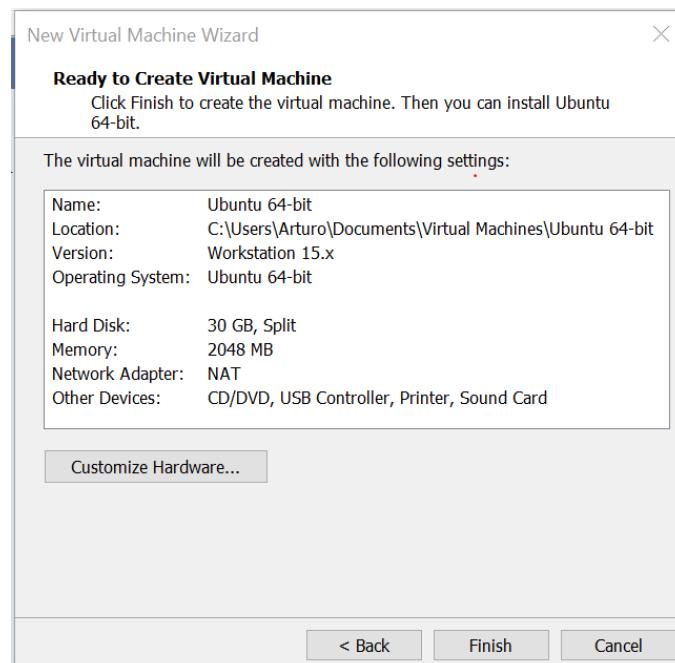 New Virtual Machine Wizard
Ready to Create Virtual Machine
Click Finish to create the virtual machine. Then you can install Ubuntu
64-bit.
The virtual machine will be created with the following settings:
Name: Ubuntu 64-bit
Location: C:\Users\Arturo\Documents\Virtual Machines\Ubuntu 64-bit
Version: Workstation 15.x
Operating System: Ubuntu 64-bit
Hard Disk: 30 GB, Split
Memory: 2048 MB
Network Adapter: NAT
Other Devices: CD/DVD, USB Controller, Printer, Sound Card
Customize Hardware...
< Back Finish Cancel